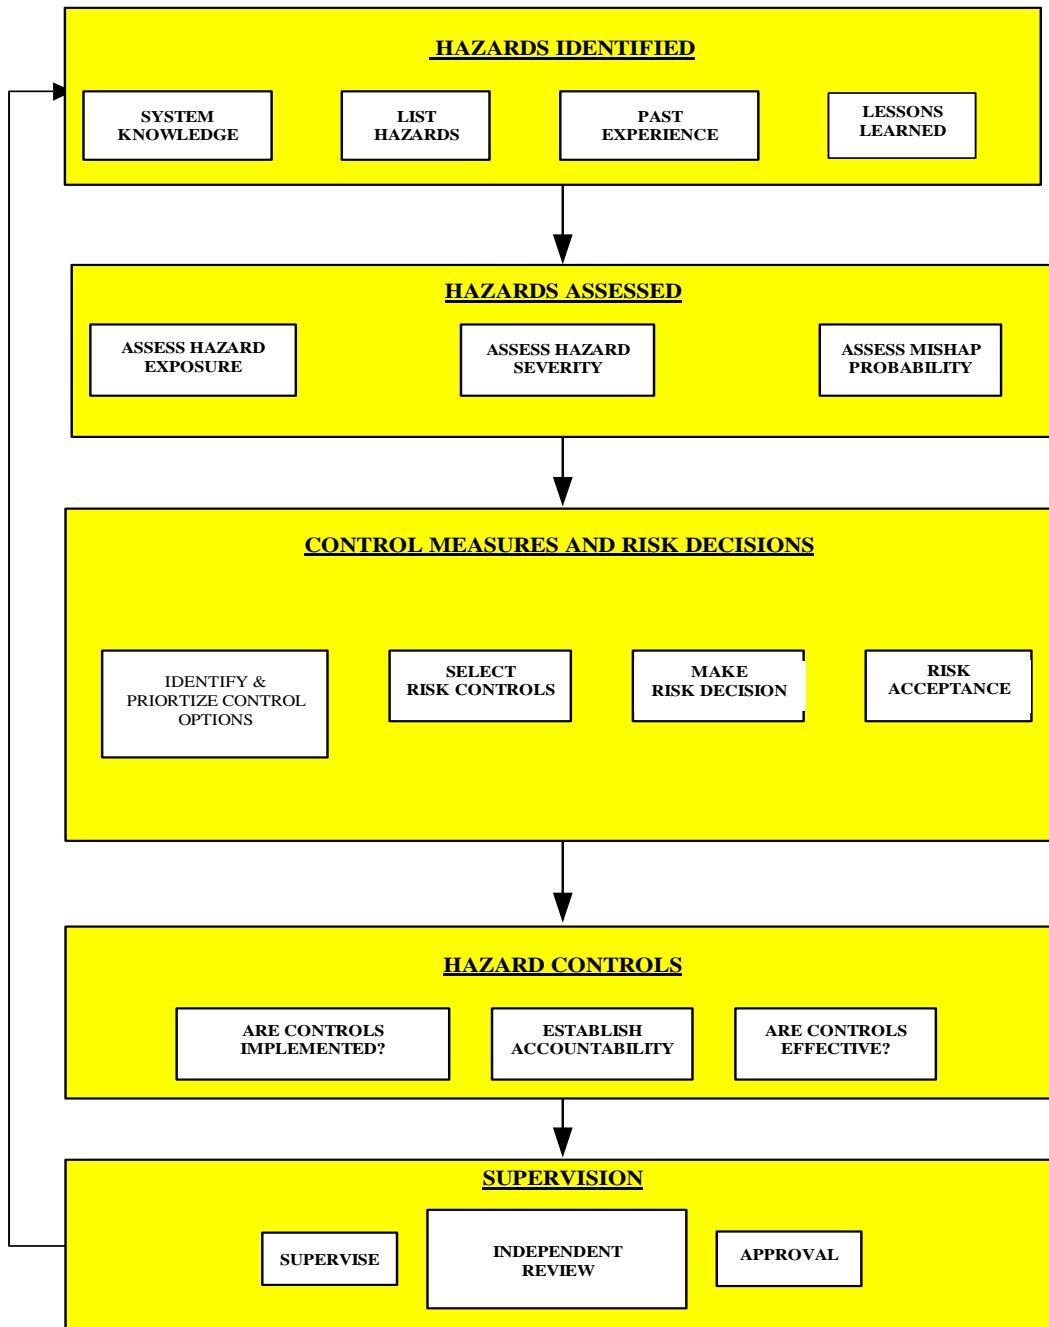 HAZARDS IDENTIFIED
SYSTEM
KNOWLEDGE
LIST
HAZARDS
PAST
EXPERIENCE
LESSONS
LEARNED
HAZARDS ASSESSED
ASSESS HAZARD
EXPOSURE
ASSESS HAZARD
SEVERITY
ASSESS MISHAP
PROBABILITY
CONTROL MEASURES AND RISK DECISIONS
IDENTIFY &
PRIORTIZE CONTROL
OPTIONS
SELECT
RISK CONTROLS
MAKE
RISK DECISION
RISK
ACCEPTANCE
HAZARD CONTROLS
ARE CONTROLS
IMPLEMENTED?
ESTABLISH
ACCOUNTABILITY
ARE CONTROLS
EFFECTIVE?
SUPERVISION
SUPERVISE
INDEPENDENT
REVIEW
APPROVAL